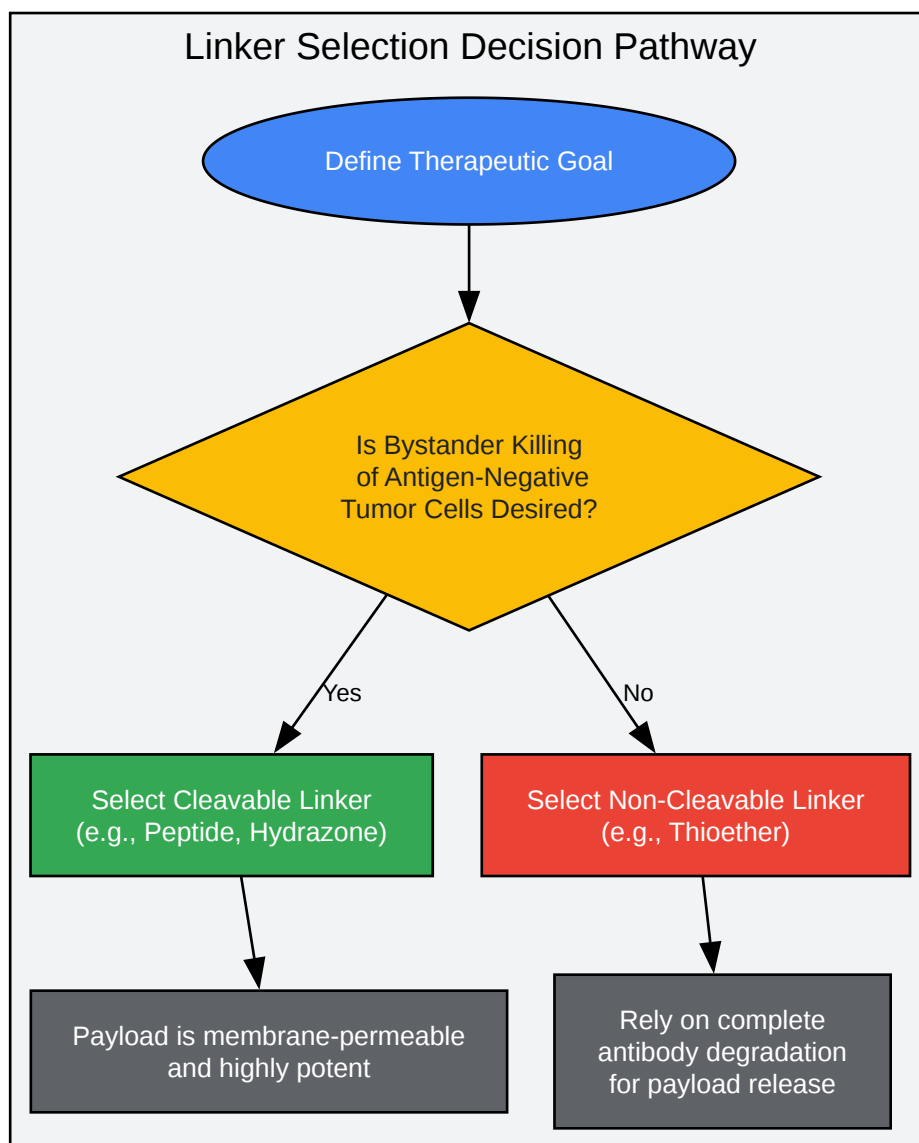 Linker Selection Decision Pathway
Define Therapeutic Goal
Is Bystander Killing
of Antigen-Negative
Tumor Cells Desired?
Yes
No
Select Cleavable Linker
(e.g., Peptide, Hydrazone)
Select Non-Cleavable Linker
(e.g., Thioether)
Payload is membrane-permeable
and highly potent
Rely on complete
antibody degradation
for payload release